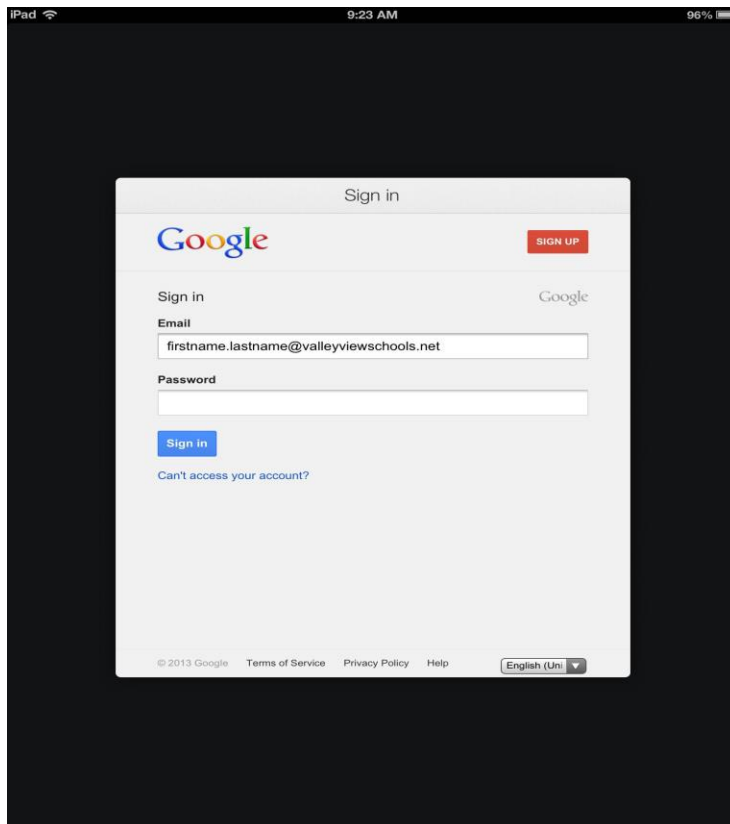 iPad 9:23 AM 96%
Sign in
Google SIGN UP
Sign in Google
Email
firstname.lastname@valleyviewschools.net
Password
Sign in
Can't access your account?
© 2013 Google Terms of Service Privacy Policy Help English (Uni